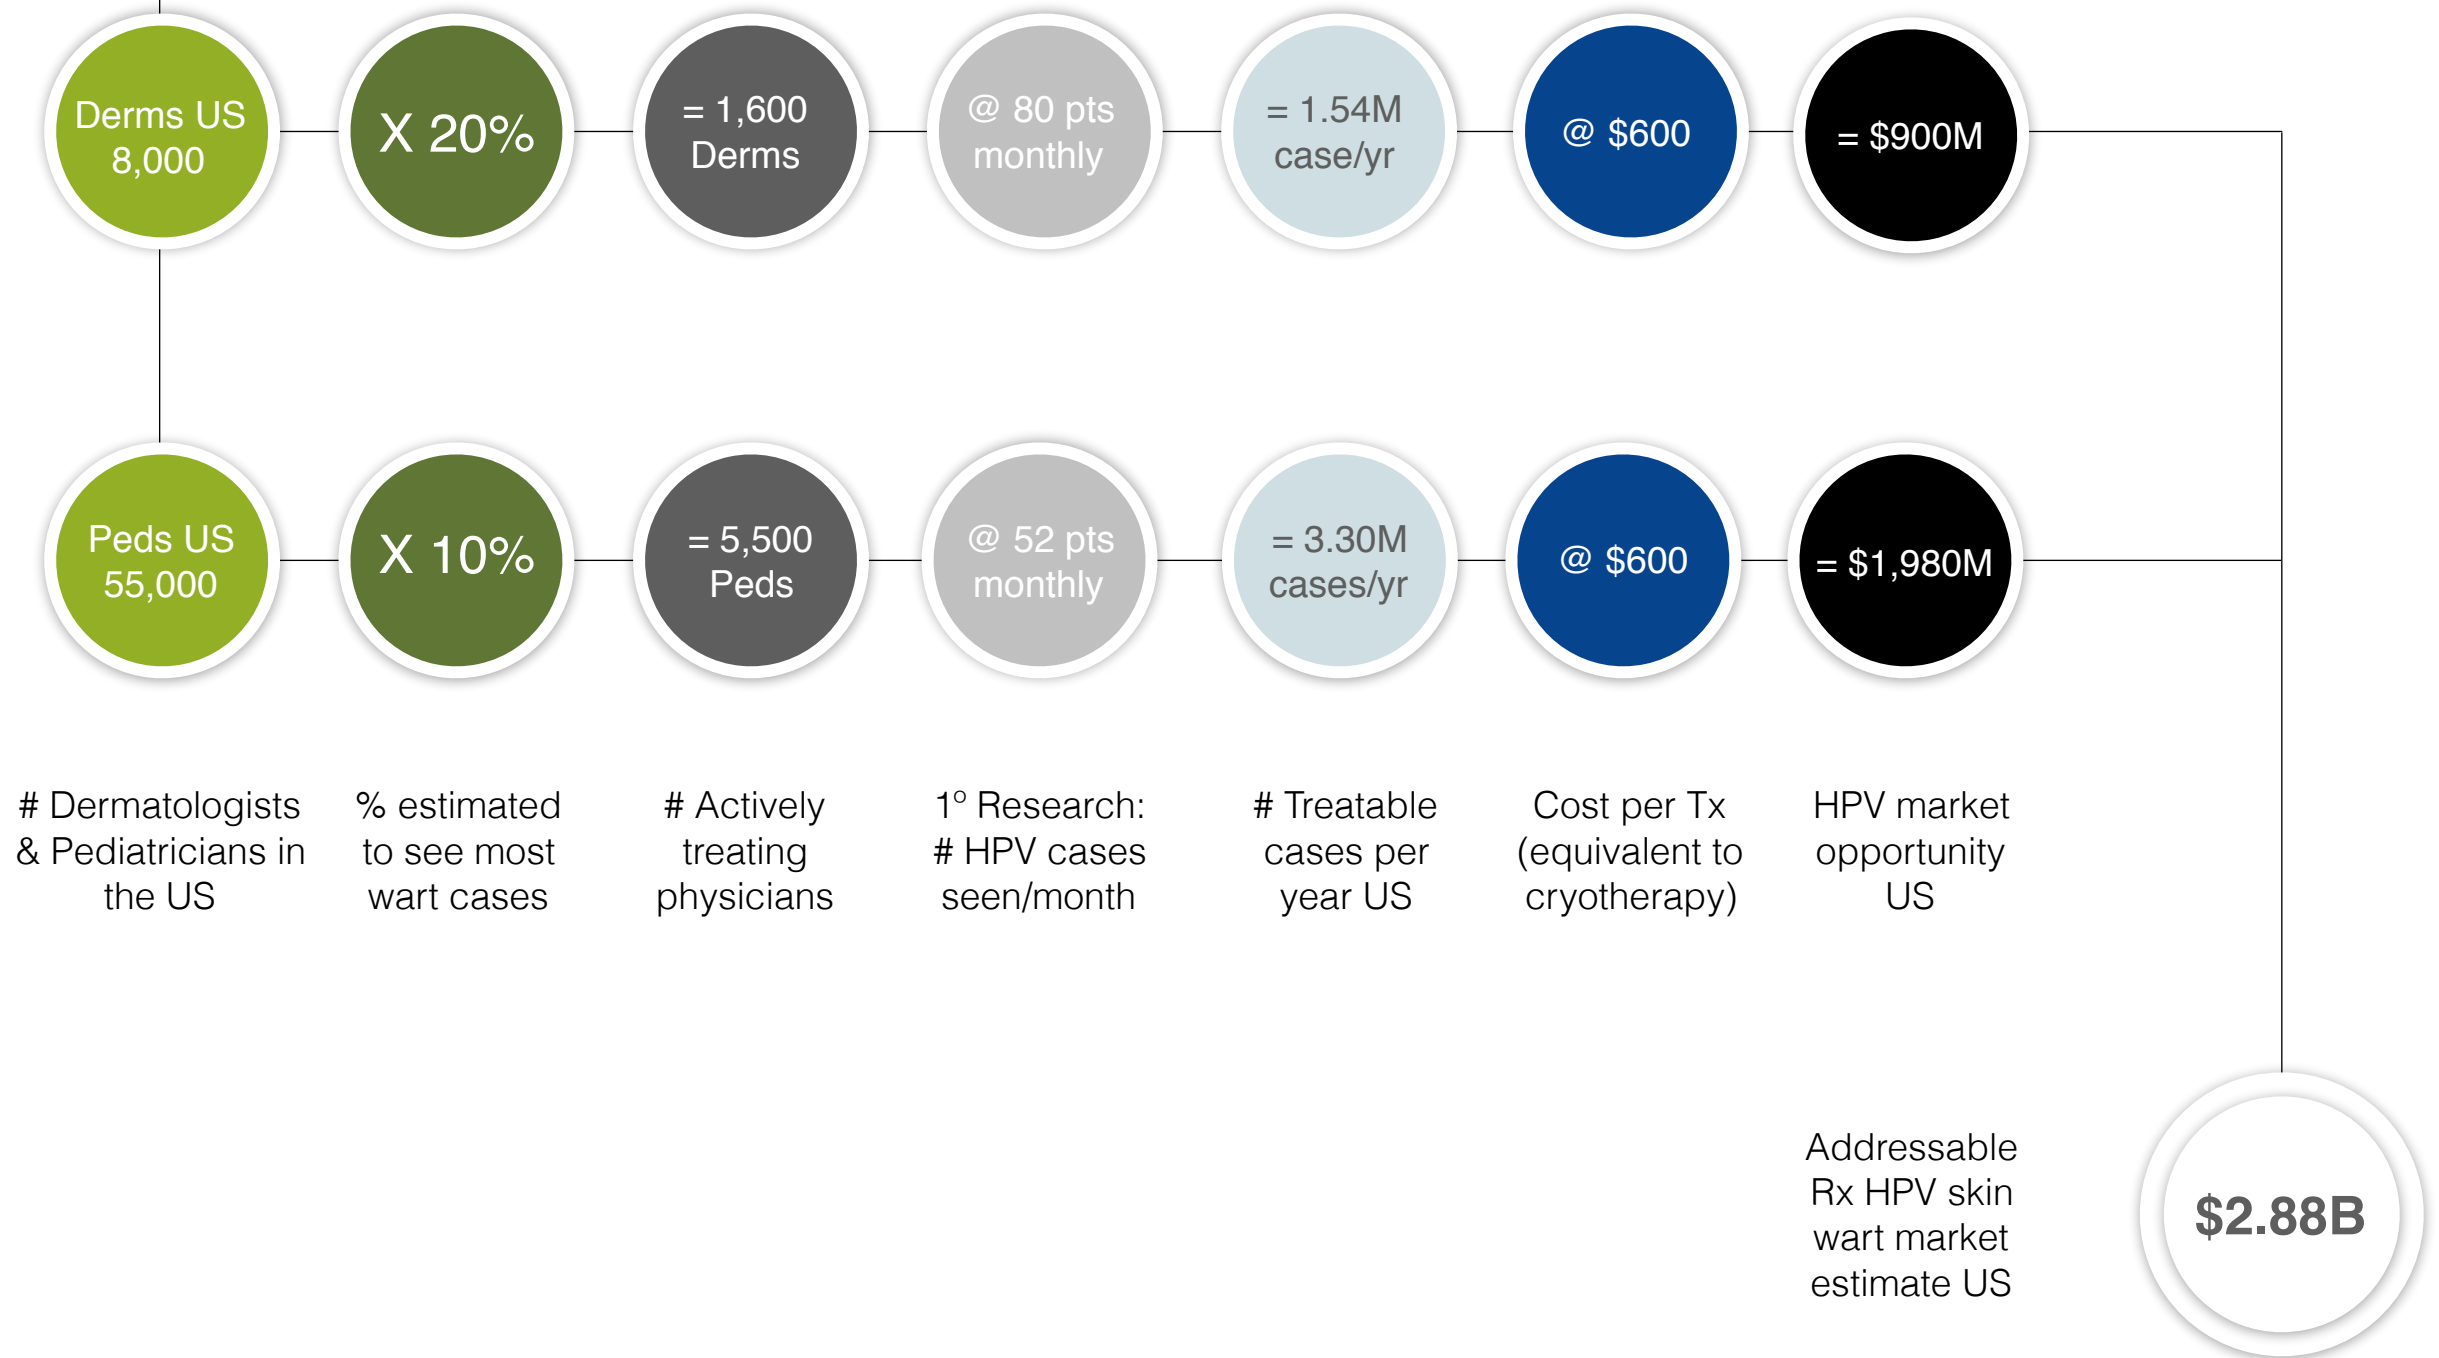 Derms US
8,000
X 20%
= 1,600
Derms
@ 80 pts
monthly
= 1.54M
case/yr
@ $600
= $900M
Peds US
55,000
X 10%
= 5,500
Peds
@ 52 pts
monthly
= 3.30M
cases/yr
@ $600
= $1,980M
# Dermatologists
& Pediatricians in
the US
% estimated
to see most
wart cases
# Actively
treating
physicians
1º Research:
# HPV cases
seen/month
# Treatable
cases per
year US
Cost per Tx
(equivalent to
cryotherapy)
HPV market
opportunity
US
Addressable
Rx HPV skin
wart market
estimate US
$2.88B